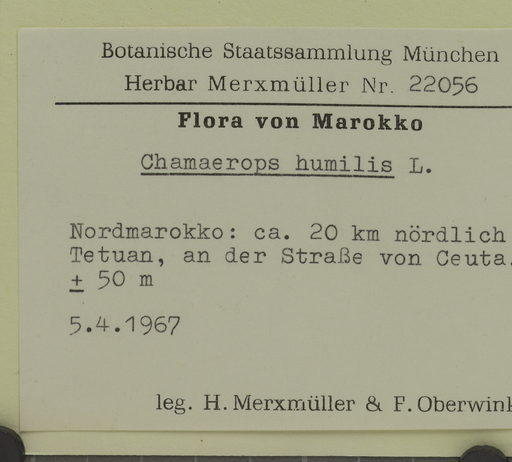 Botanische Staatssammlung München
Herbar Merxmüller Nr. 22056
Flora von Marokko
Chamaerops humilis L.
Nordmarokko: ca. 20 km nördlich
Tetuan, an der Straße von Ceuta.
± 50 m
5.4.1967
leg. H. Merxmüller & F. Oberwink